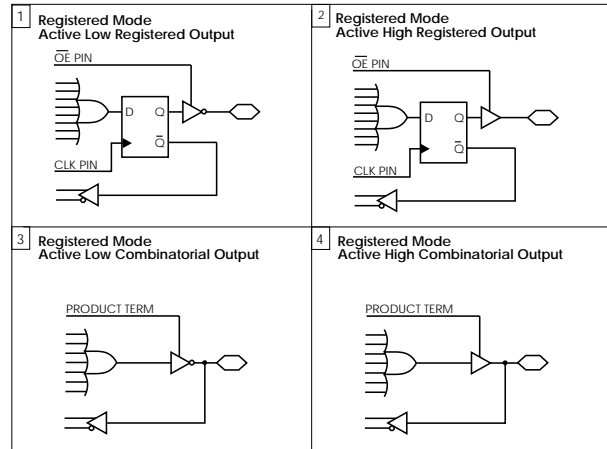 1
Registered Mode
Active Low Registered Output
O̅E̅ PIN
D Q
Q̅
CLK PIN
2
Registered Mode
Active High Registered Output
O̅E̅ PIN
D Q
Q̅
CLK PIN
3
Registered Mode
Active Low Combinatorial Output
PRODUCT TERM
4
Registered Mode
Active High Combinatorial Output
PRODUCT TERM